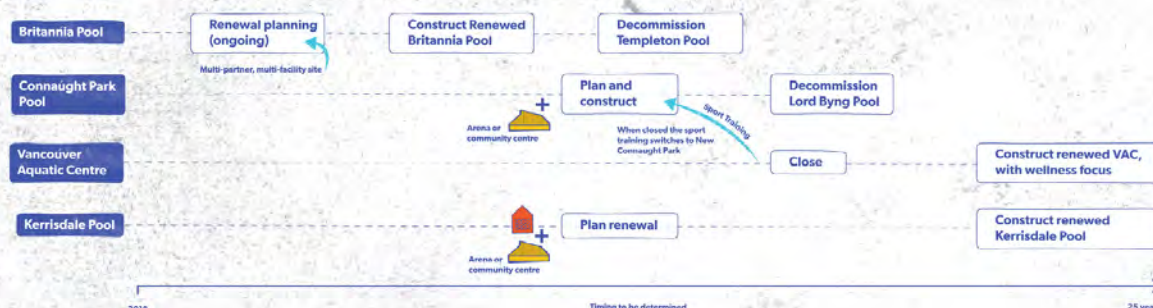 Britannia Pool
Renewal planning
(ongoing)
Construct Renewed
Britannia Pool
Decommission
Templeton Pool
Multi-partner, multi-facility site
Connaught Park
Pool
Arena or
community centre
Plan and
construct
Sport Training
Decommission
Lord Byng Pool
When closed the sport
training switches to New
Connaught Park
Vancouver
Aquatic Centre
Close
Construct renewed VAC,
with wellness focus
Kerrisdale Pool
Arena or
community centre
Plan renewal
Construct renewed
Kerrisdale Pool
Timing to be determined